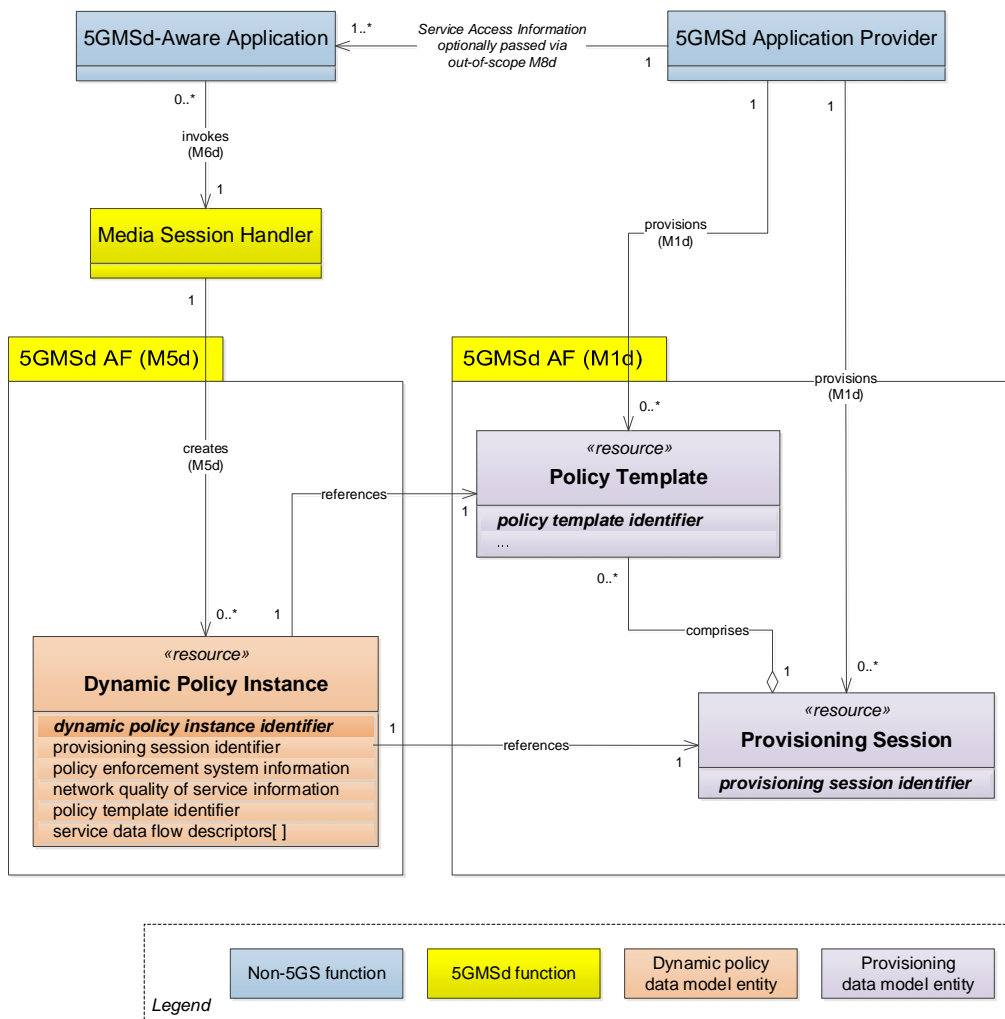 5GMSd-Aware Application
1..*
Service Access Information
optionally passed via
out-of-scope M8d
1
5GMSd Application Provider
0..*
invokes
(M6d)
1
1
1
Media Session Handler
1
provisions
(M1d)
5GMSd AF (M5d)
5GMSd AF (M1d)
provisions
(M1d)
0..*
creates
(M5d)
«resource»
Policy Template
references
1
policy template identifier
...
0..*
0..*
1
comprises
1
0..*
«resource»
Dynamic Policy Instance
dynamic policy instance identifier
provisioning session identifier
policy enforcement system information
network quality of service information
policy template identifier
service data flow descriptors[ ]
1
references
1
«resource»
Provisioning Session
provisioning session identifier
Legend
Non-5GS function
5GMSd function
Dynamic policy
data model entity
Provisioning
data model entity